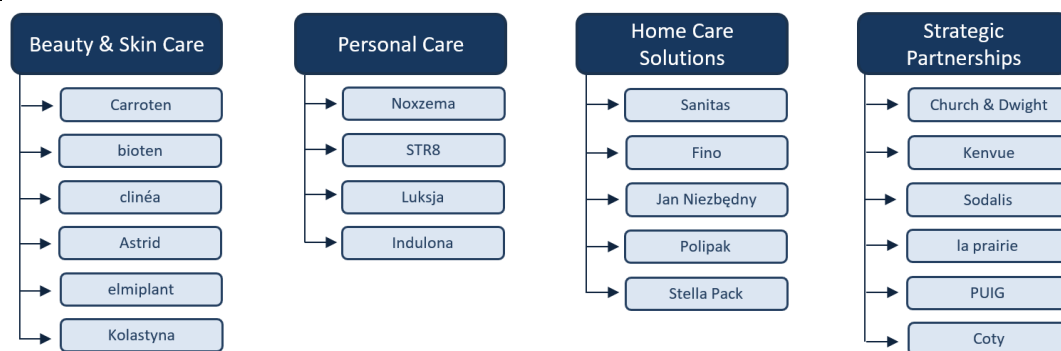 Beauty & Skin Care
Carroten
bioten
clinéa
Astrid
elmiplant
Kolastyna
Personal Care
Noxzema
STR8
Luksja
Indulona
Home Care
Solutions
Sanitas
Fino
Jan Niezbędny
Polipak
Stella Pack
Strategic
Partnerships
Church & Dwight
Kenvue
Sodalis
la prairie
PUIG
Coty